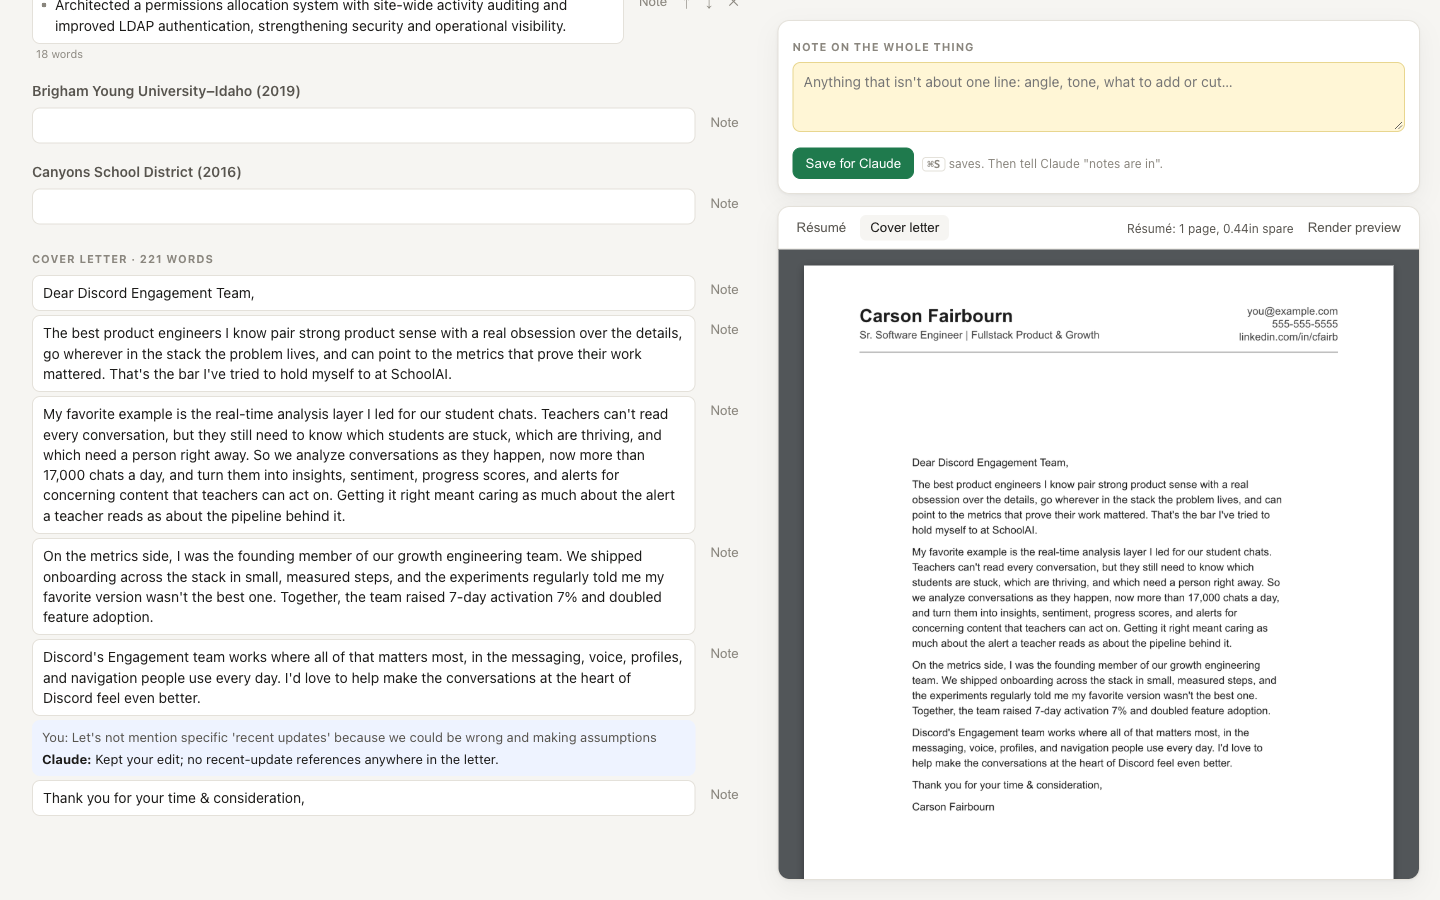 Architected a permissions allocation system with site-wide activity auditing and
improved LDAP authentication, strengthening security and operational visibility.
Note ↑ ↓ ×
18 words
Brigham Young University–Idaho (2019)
Note
Canyons School District (2016)
Note
COVER LETTER · 221 WORDS
Dear Discord Engagement Team,
Note
The best product engineers I know pair strong product sense with a real obsession over the details,
go wherever in the stack the problem lives, and can point to the metrics that prove their work
mattered. That's the bar I've tried to hold myself to at SchoolAI.
Note
My favorite example is the real-time analysis layer I led for our student chats. Teachers can't read
every conversation, but they still need to know which students are stuck, which are thriving, and
which need a person right away. So we analyze conversations as they happen, now more than
17,000 chats a day, and turn them into insights, sentiment, progress scores, and alerts for
concerning content that teachers can act on. Getting it right meant caring as much about the alert
a teacher reads as about the pipeline behind it.
Note
On the metrics side, I was the founding member of our growth engineering team. We shipped
onboarding across the stack in small, measured steps, and the experiments regularly told me my
favorite version wasn't the best one. Together, the team raised 7-day activation 7% and doubled
feature adoption.
Note
Discord's Engagement team works where all of that matters most, in the messaging, voice, profiles,
and navigation people use every day. I'd love to help make the conversations at the heart of
Discord feel even better.
Note
You: Let's not mention specific 'recent updates' because we could be wrong and making assumptions
Claude: Kept your edit; no recent-update references anywhere in the letter.
Thank you for your time & consideration,
Note
NOTE ON THE WHOLE THING
Anything that isn't about one line: angle, tone, what to add or cut...
Save for Claude
⌘S saves. Then tell Claude "notes are in".
Résumé
Cover letter
Résumé: 1 page, 0.44in spare
Render preview
Carson Fairbourn
Sr. Software Engineer | Fullstack Product & Growth
you@example.com
555-555-5555
linkedin.com/in/cfairb
Dear Discord Engagement Team,
The best product engineers I know pair strong product sense with a real
obsession over the details, go wherever in the stack the problem lives, and can
point to the metrics that prove their work mattered. That's the bar I've tried to
hold myself to at SchoolAI.
My favorite example is the real-time analysis layer I led for our student chats.
Teachers can't read every conversation, but they still need to know which
students are stuck, which are thriving, and which need a person right away. So
we analyze conversations as they happen, now more than 17,000 chats a day,
and turn them into insights, sentiment, progress scores, and alerts for
concerning content that teachers can act on. Getting it right meant caring as
much about the alert a teacher reads as about the pipeline behind it.
On the metrics side, I was the founding member of our growth engineering
team. We shipped onboarding across the stack in small, measured steps, and
the experiments regularly told me my favorite version wasn't the best one.
Together, the team raised 7-day activation 7% and doubled feature adoption.
Discord's Engagement team works where all of that matters most, in the
messaging, voice, profiles, and navigation people use every day. I'd love to
help make the conversations at the heart of Discord feel even better.
Thank you for your time & consideration,
Carson Fairbourn